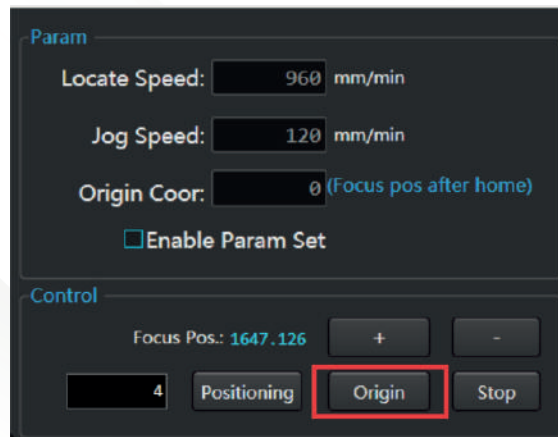 Param
Locate Speed: 960 mm/min
Jog Speed: 120 mm/min
Origin Coor: 0 (Focus pos after home)
Enable Param Set
Control
Focus Pos.: 1647.126 + -
4 Positioning Origin Stop